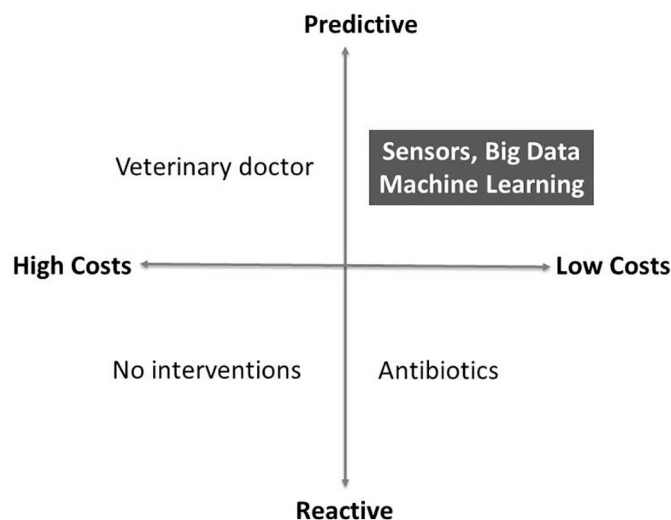 Predictive
Veterinary doctor
Sensors, Big Data
Machine Learning
High Costs
Low Costs
No interventions
Antibiotics
Reactive